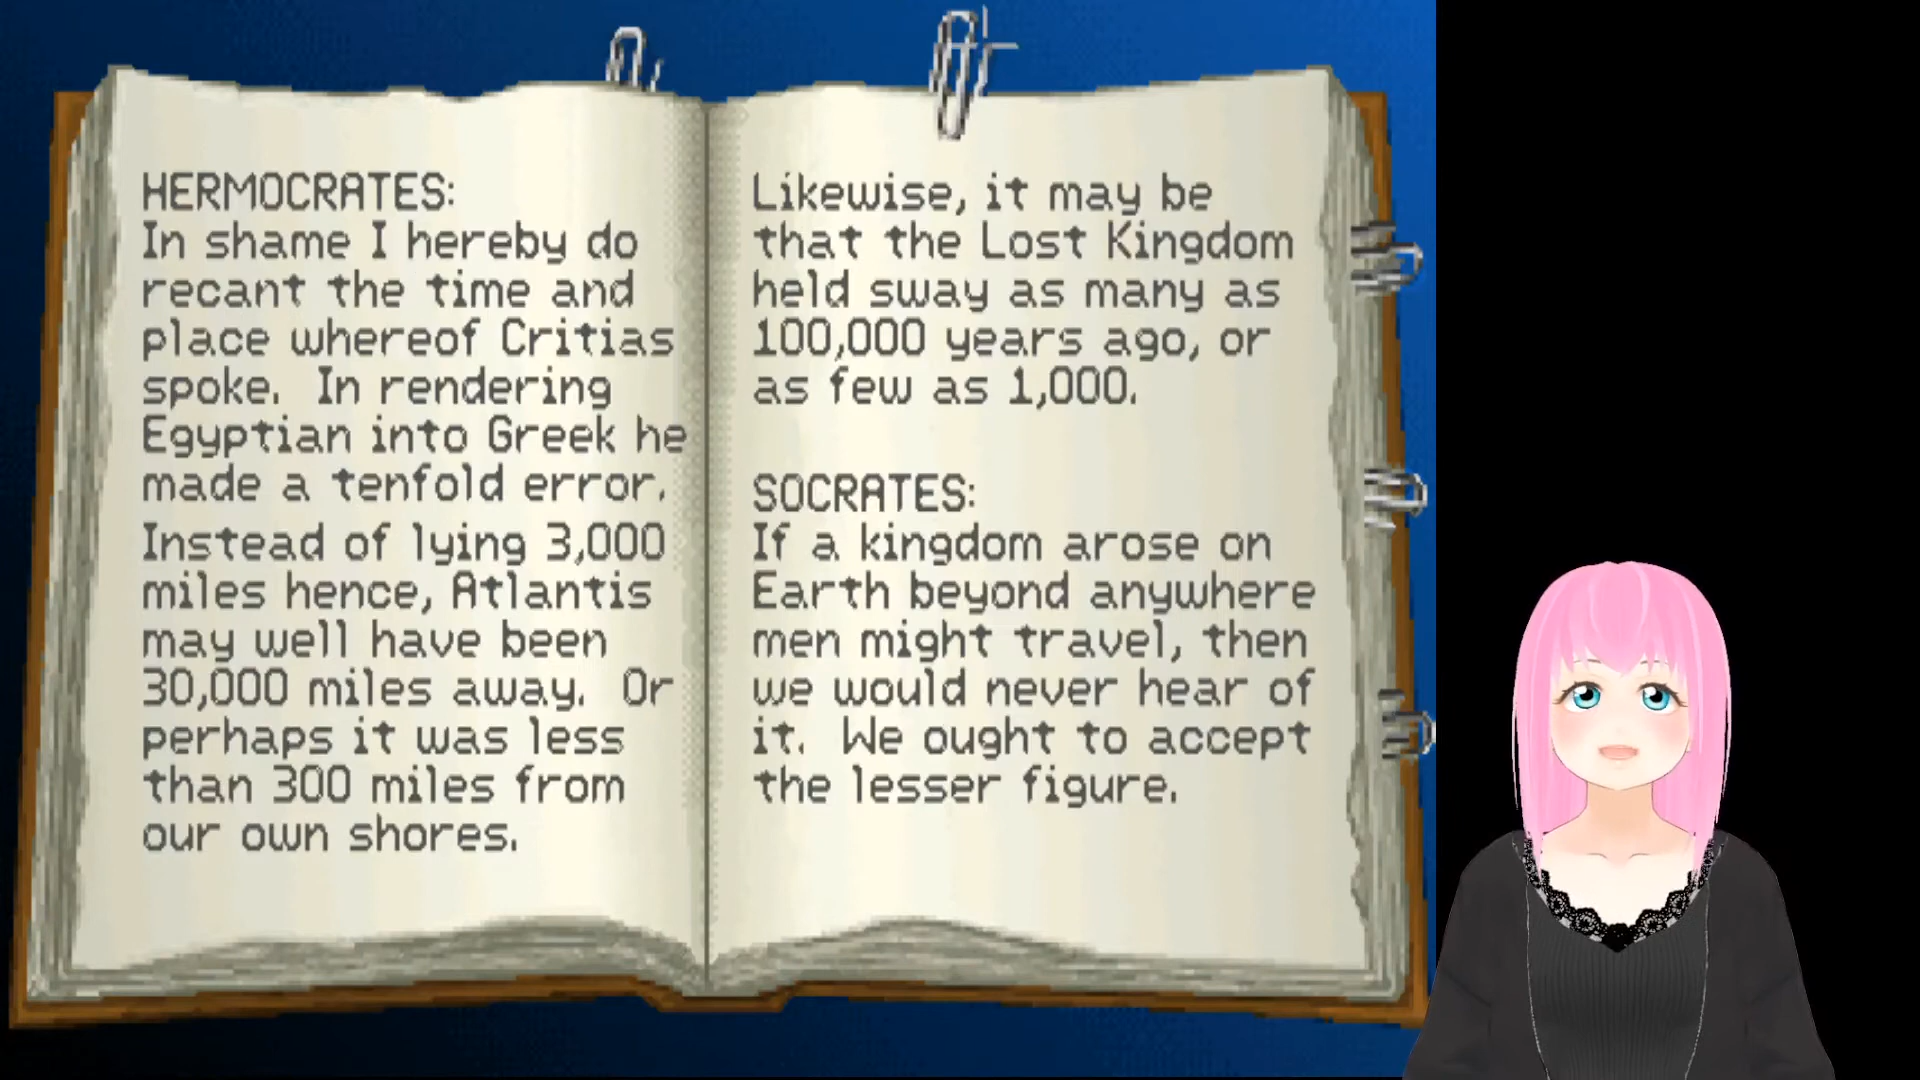 HERMOCRATES:
In shame I hereby do
recant the time and
place whereof Critias
spoke. In rendering
Egyptian into Greek he
made a tenfold error.
Instead of lying 3,000
miles hence, Atlantis
may well have been
30,000 miles away. Or
perhaps it was less
than 300 miles from
our own shores.
Likewise, it may be
that the Lost Kingdom
held sway as many as
100,000 years ago, or
as few as 1,000.
SOCRATES:
If a kingdom arose on
Earth beyond anywhere
men might travel, then
we would never hear of
it. We ought to accept
the lesser figure.